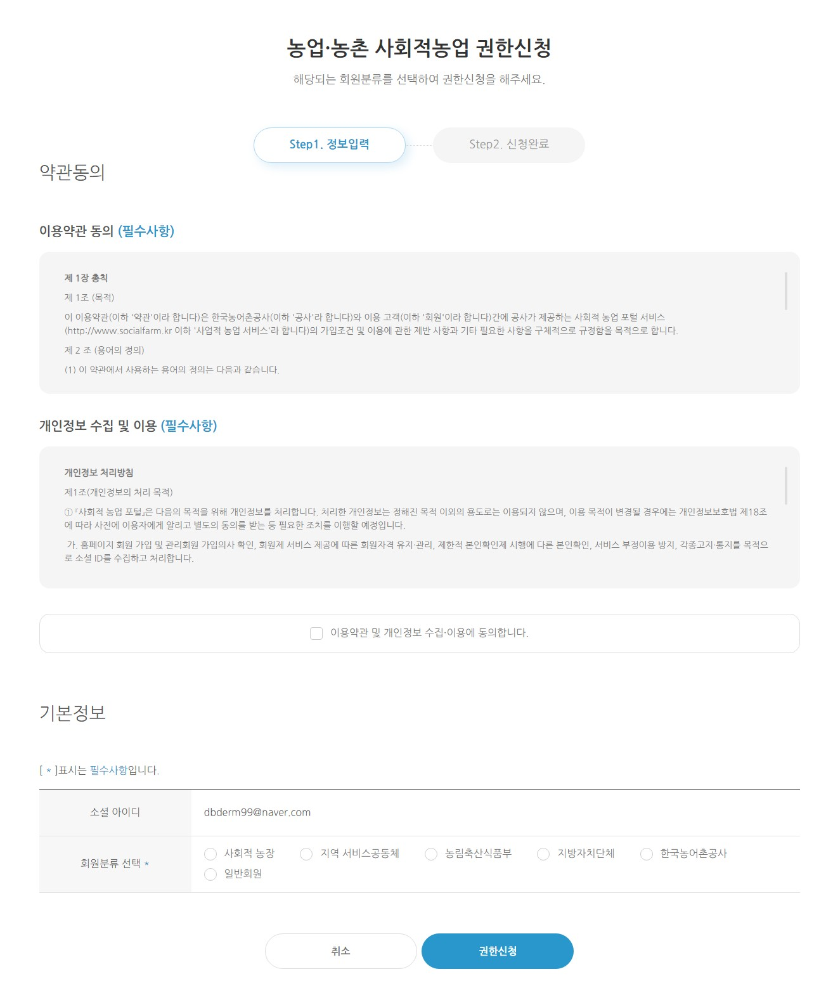 농업·농촌 사회적농업 권한신청
해당되는 회원분류를 선택하여 권한신청을 해주세요.
Step1. 정보입력
Step2. 신청완료
약관동의
이용약관 동의 (필수사항)
제 1장 총칙
제 1조 (목적)
이 이용약관(이하 '약관'이라 합니다)은 한국농어촌공사(이하 '공사'라 합니다)와 이용 고객(이하 '회원'이라 합니다)간에 공사가 제공하는 사회적 농업 포털 서비스
(http://www.socialfarm.kr 이하 '사업적 농업 서비스'라 합니다)의 가입조건 및 이용에 관한 제반 사항과 기타 필요한 사항을 구체적으로 규정함을 목적으로 합니다.
제 2 조 (용어의 정의)
(1) 이 약관에서 사용하는 용어의 정의는 다음과 같습니다.
개인정보 수집 및 이용 (필수사항)
개인정보 처리방침
제1조(개인정보의 처리 목적)
① 『사회적 농업 포털』은 다음의 목적을 위해 개인정보를 처리합니다. 처리한 개인정보는 정해진 목적 이외의 용도로는 이용되지 않으며, 이용 목적이 변경될 경우에는 개인정보보호법 제18조
에 따라 사전에 이용자에게 알리고 별도의 동의를 받는 등 필요한 조치를 이행할 예정입니다.
가. 홈페이지 회원 가입 및 관리회원 가입의사 확인, 회원제 서비스 제공에 따른 회원자격 유지·관리, 제한적 본인확인제 시행에 다른 본인확인, 서비스 부정이용 방지, 각종고지·통지를 목적으
로 소셜 ID를 수집하고 처리합니다.
이용약관 및 개인정보 수집·이용에 동의합니다.
기본정보
[ * ]표시는 필수사항입니다.
소셜 아이디
dbderm99@naver.com
회원분류 선택 *
사회적 농장 지역 서비스공동체 농림축산식품부 지방자치단체 한국농어촌공사
일반회원
취소
권한신청